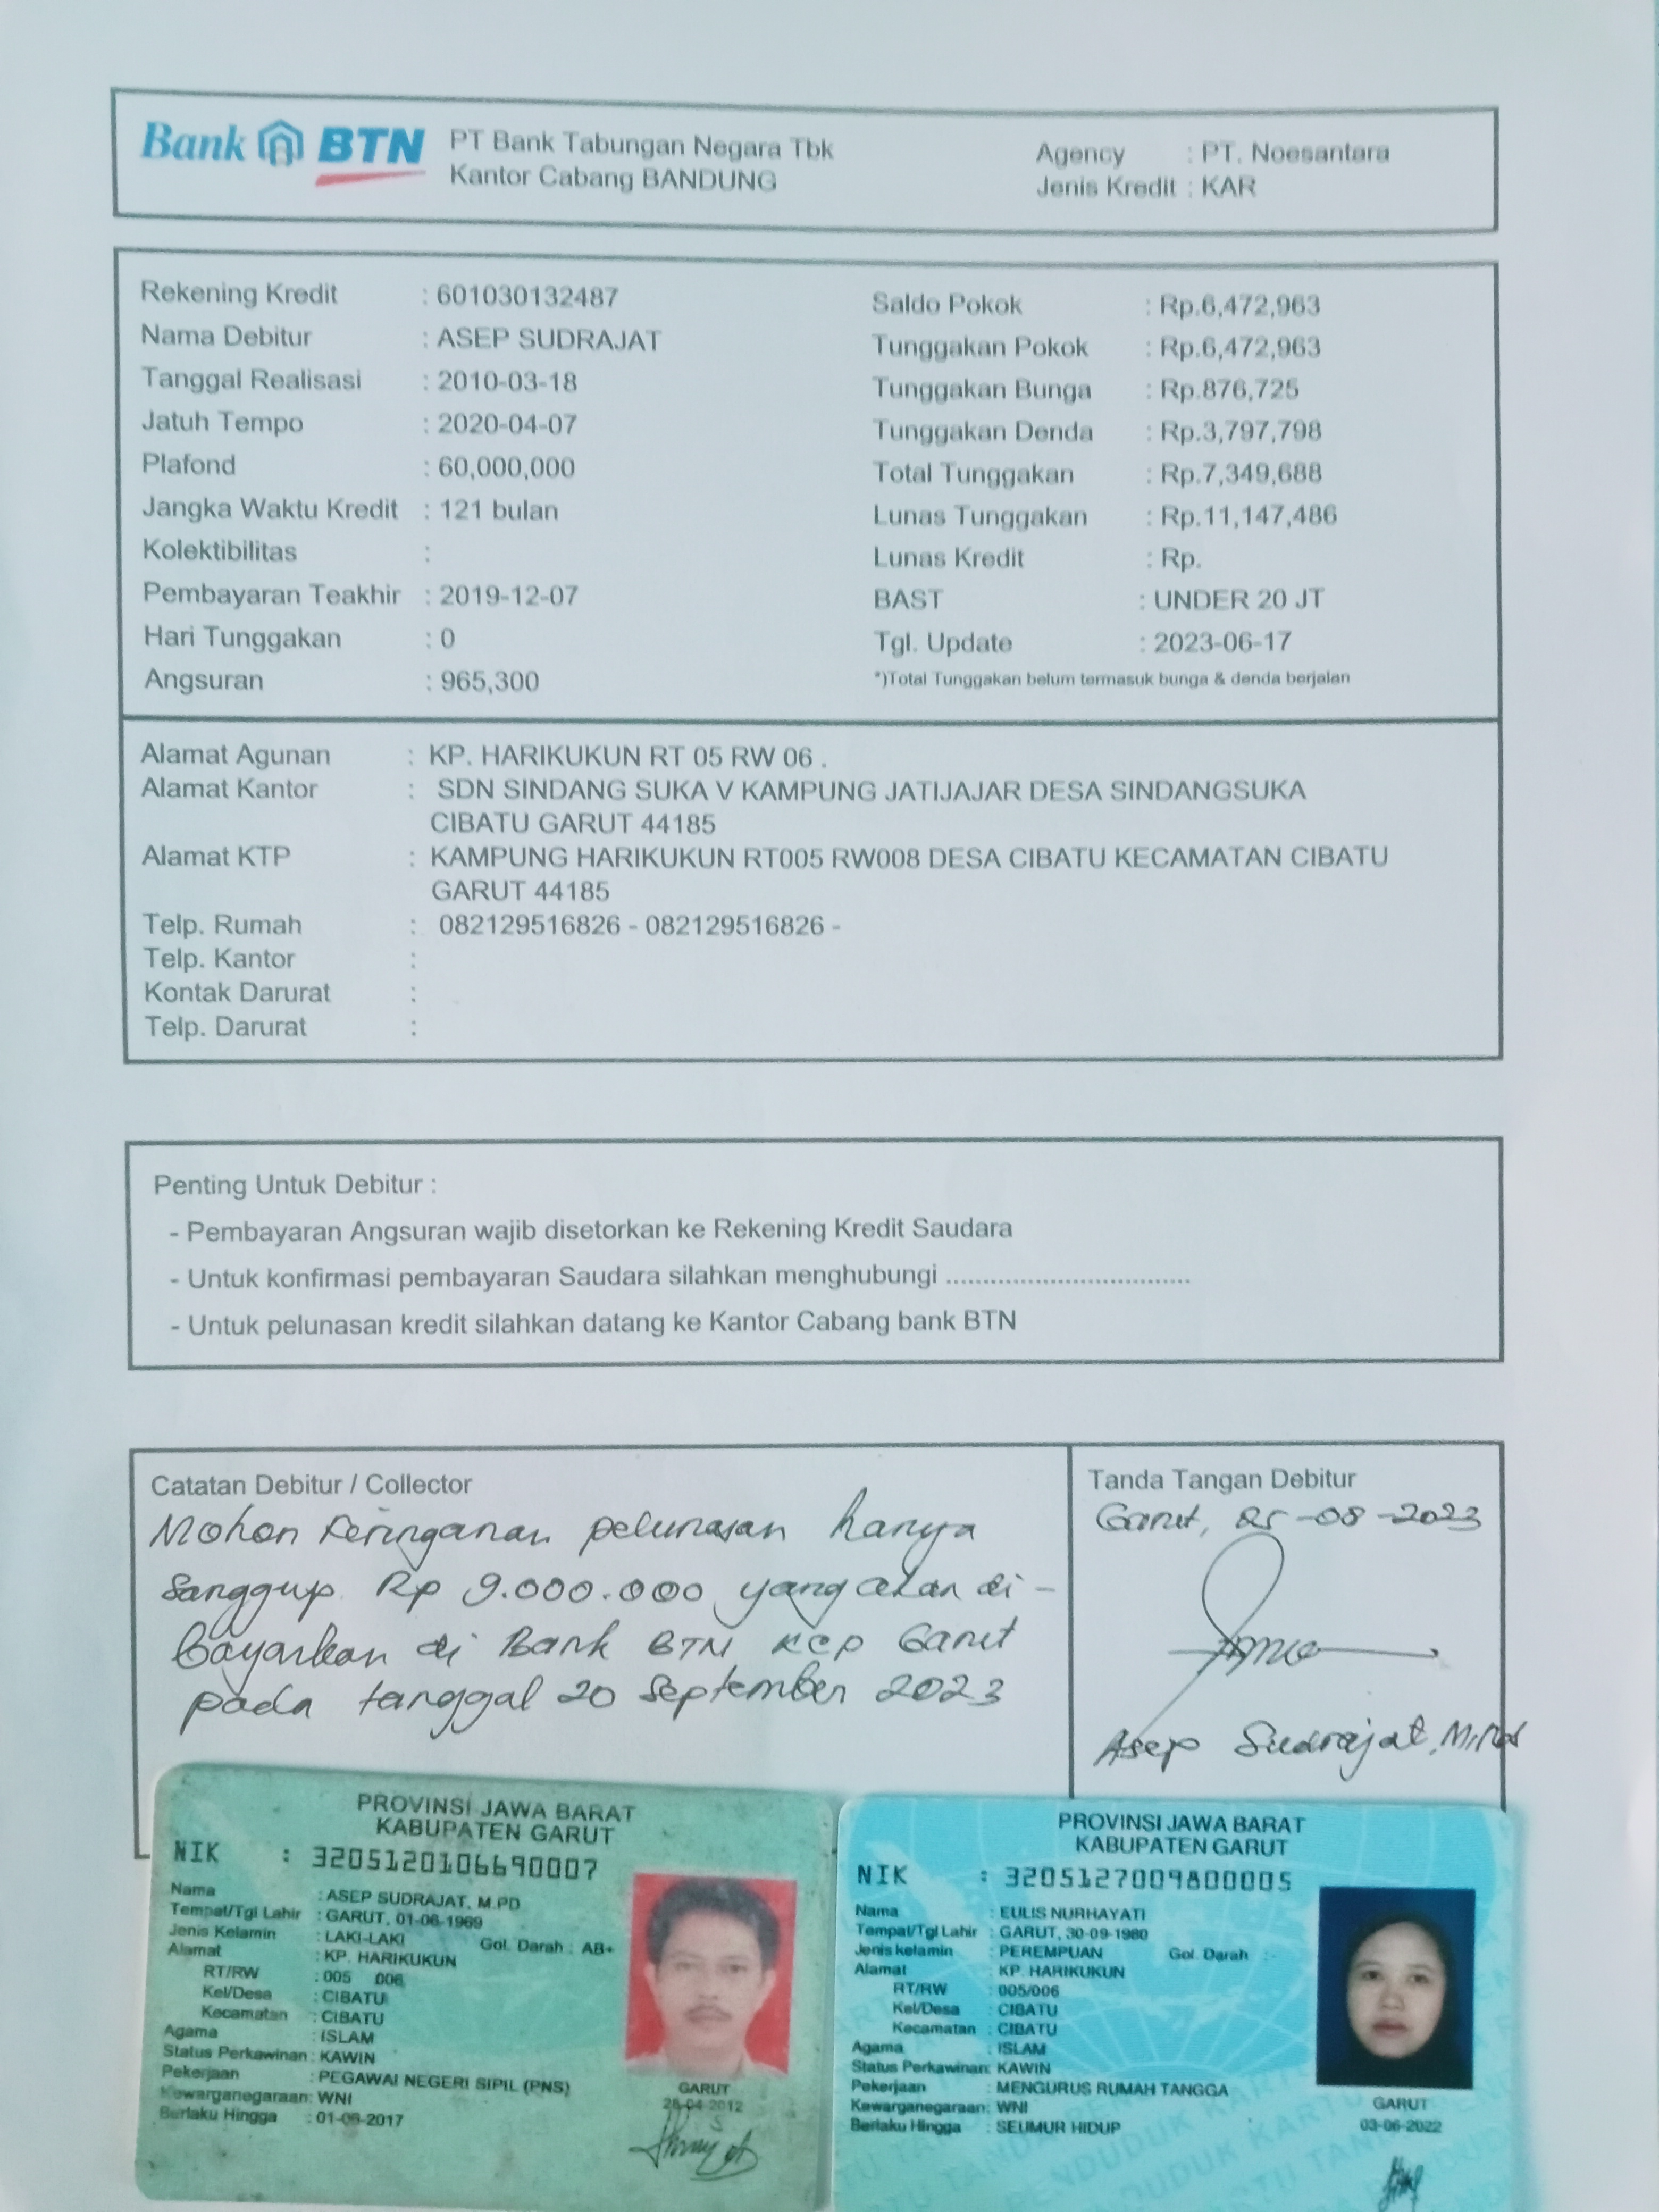 Bank BTN PT Bank Tabungan Negara Tbk
Kantor Cabang BANDUNG
Agency : PT. Noesantara
Jenis Kredit : KAR
Rekening Kredit : 601030132487
Nama Debitur : ASEP SUDRAJAT
Tanggal Realisasi : 2010-03-18
Jatuh Tempo : 2020-04-07
Plafond : 60,000,000
Jangka Waktu Kredit : 121 bulan
Kolektibilitas :
Pembayaran Teakhir : 2019-12-07
Hari Tunggakan : 0
Angsuran : 965,300
Saldo Pokok : Rp.6,472,963
Tunggakan Pokok : Rp.6,472,963
Tunggakan Bunga : Rp.876,725
Tunggakan Denda : Rp.3,797,798
Total Tunggakan : Rp.7,349,688
Lunas Tunggakan : Rp.11,147,486
Lunas Kredit : Rp.
BAST : UNDER 20 JT
Tgl. Update : 2023-06-17
*)Total Tunggakan belum termasuk bunga & denda berjalan
Alamat Agunan : KP. HARIKUKUN RT 05 RW 06 .
Alamat Kantor : SDN SINDANG SUKA V KAMPUNG JATIJAJAR DESA SINDANGSUKA
CIBATU GARUT 44185
Alamat KTP : KAMPUNG HARIKUKUN RT005 RW008 DESA CIBATU KECAMATAN CIBATU
GARUT 44185
Telp. Rumah : 082129516826 - 082129516826 -
Telp. Kantor :
Kontak Darurat :
Telp. Darurat :
Penting Untuk Debitur :
- Pembayaran Angsuran wajib disetorkan ke Rekening Kredit Saudara
- Untuk konfirmasi pembayaran Saudara silahkan menghubungi .................................
- Untuk pelunasan kredit silahkan datang ke Kantor Cabang bank BTN
Catatan Debitur / Collector
Mohon Keringanan pelunasan hanya
Sanggup Rp 9.000.000 yang akan di-
bayarkan di Bank BTN KCP Garut
pada tanggal 20 September 2023
Tanda Tangan Debitur
Garut, 25-08-2023
Asep Sudrajat, M.Pd
PROVINSI JAWA BARAT
KABUPATEN GARUT
NIK : 3205120106690007
Nama : ASEP SUDRAJAT, M.PD
Tempat/Tgl Lahir : GARUT, 01-06-1969
Jenis Kelamin : LAKI-LAKI Gol. Darah : AB+
Alamat : KP. HARIKUKUN
RT/RW : 005 006
Kel/Desa : CIBATU
Kecamatan : CIBATU
Agama : ISLAM
Status Perkawinan : KAWIN
Pekerjaan : PEGAWAI NEGERI SIPIL (PNS)
Kewarganegaraan: WNI
Berlaku Hingga : 01-06-2017
GARUT
26-04-2012
PROVINSI JAWA BARAT
KABUPATEN GARUT
NIK : 3205127009800005
Nama : EULIS NURHAYATI
Tempat/Tgl Lahir : GARUT, 30-09-1980
Jenis kelamin : PEREMPUAN Gol. Darah : -
Alamat : KP. HARIKUKUN
RT/RW : 005/006
Kel/Desa : CIBATU
Kecamatan : CIBATU
Agama : ISLAM
Status Perkawinan: KAWIN
Pekerjaan : MENGURUS RUMAH TANGGA
Kewarganegaraan: WNI
Berlaku Hingga : SEUMUR HIDUP
GARUT
03-06-2022